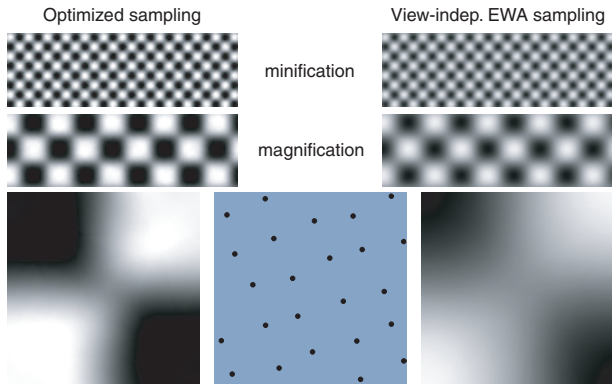 Optimized sampling
View-indep. EWA sampling
minification
magnification